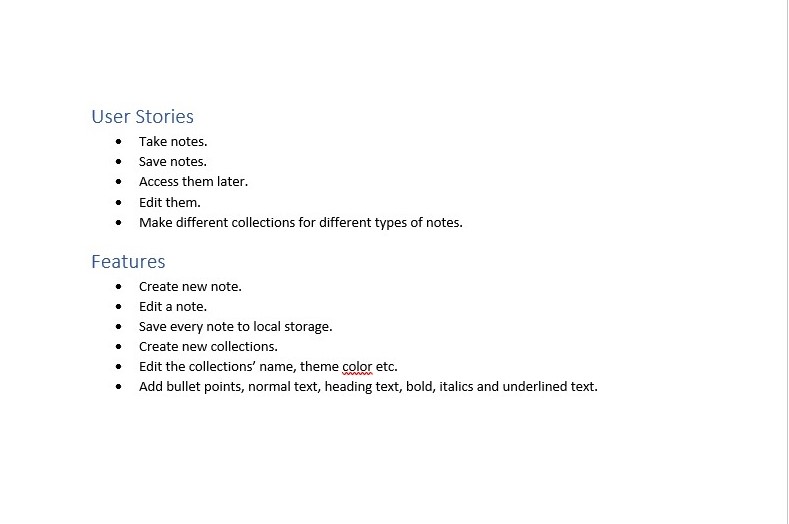 User Stories
• Take notes.
• Save notes.
• Access them later.
• Edit them.
• Make different collections for different types of notes.
Features
• Create new note.
• Edit a note.
• Save every note to local storage.
• Create new collections.
• Edit the collections’ name, theme color etc.
• Add bullet points, normal text, heading text, bold, italics and underlined text.